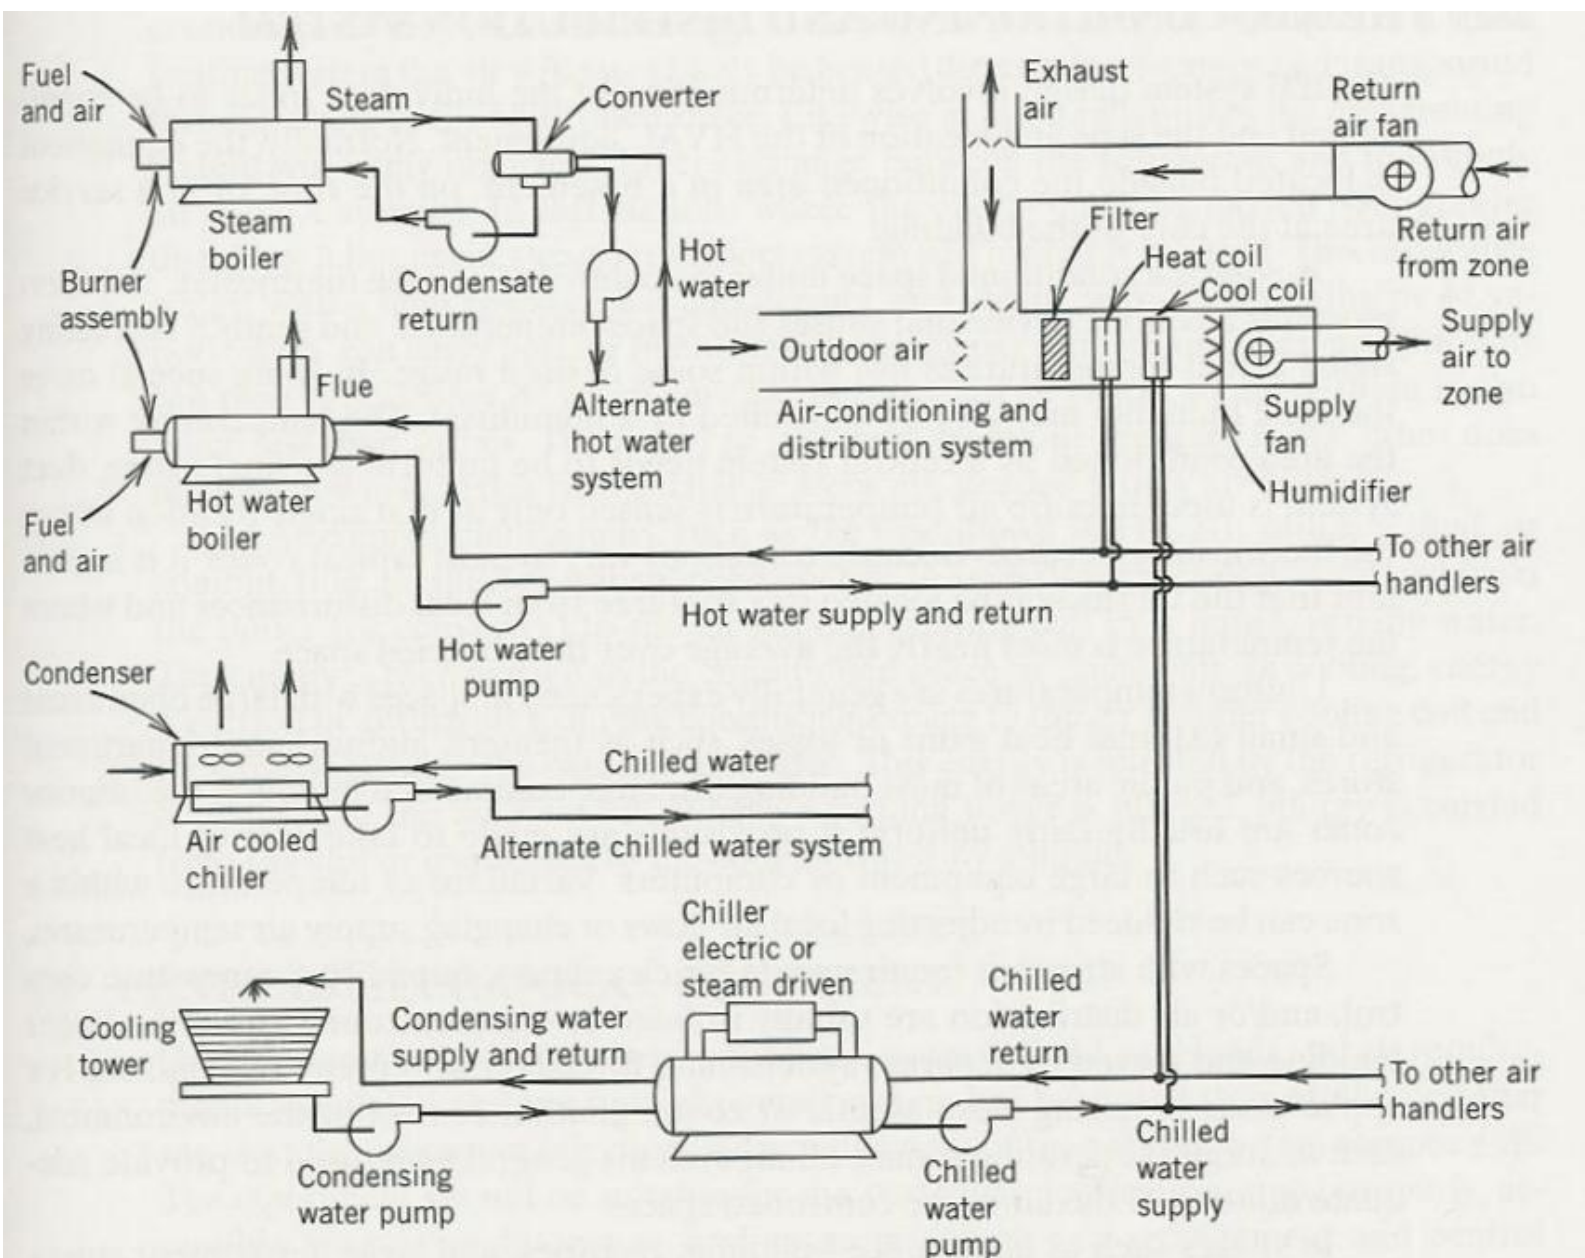 Fuel
and air
Steam
Converter
Steam
boiler
Burner
assembly
Condensate
return
Hot
water
Flue
Alternate
hot water
system
Hot water
boiler
Fuel
and air
Exhaust
air
Return
air fan
Filter
Return air
from zone
Heat coil
Cool coil
Outdoor air
Supply
air to
zone
Air-conditioning and
distribution system
Supply
fan
Humidifier
To other air
handlers
Hot water supply and return
Hot water
pump
Condenser
Chilled water
Air cooled
chiller
Alternate chilled water system
Chiller
electric or
steam driven
Cooling
tower
Condensing water
supply and return
Chilled
water
return
To other air
handlers
Condensing
water pump
Chilled
water
pump
Chilled
water
supply